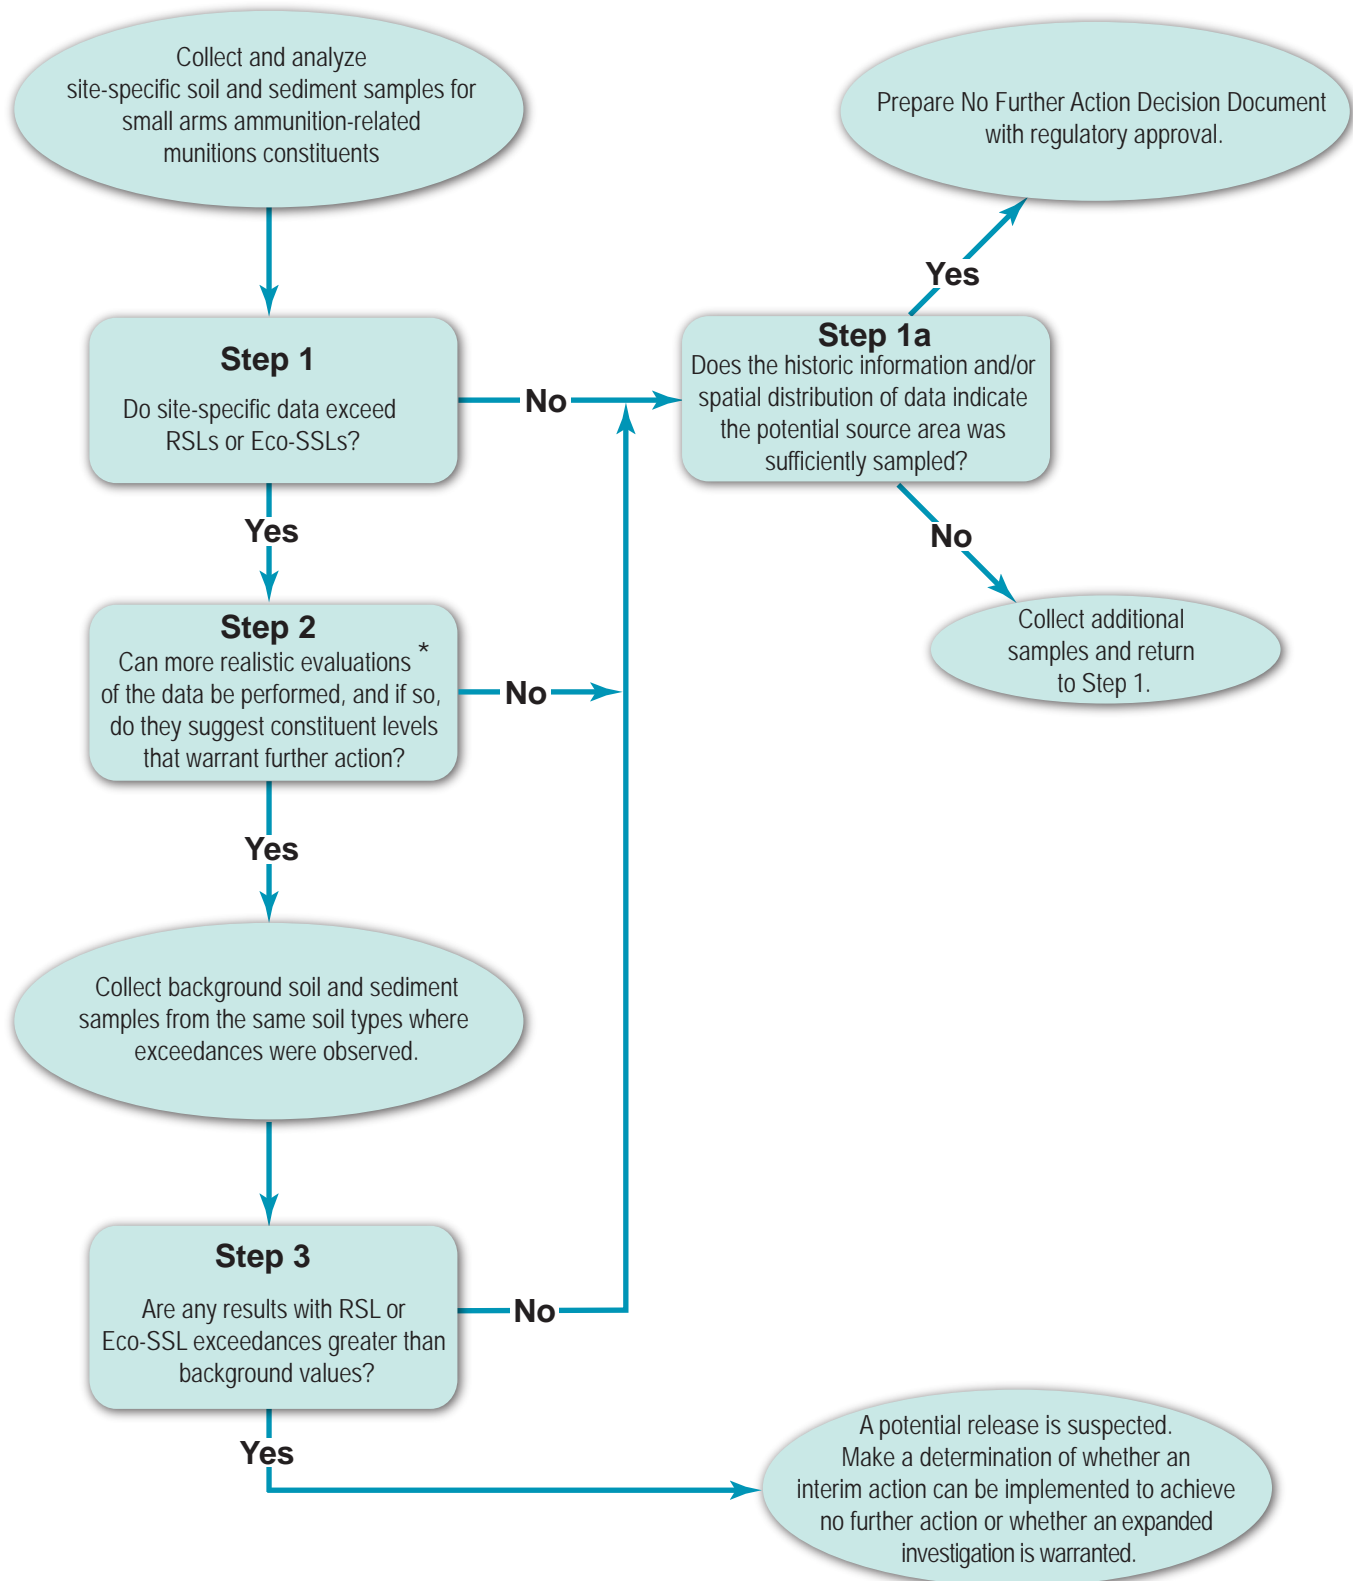 Collect and analyze
site-specific soil and sediment samples for
small arms ammunition-related
munitions constituents
Prepare No Further Action Decision Document
with regulatory approval.
Yes
Step 1
Do site-specific data exceed
RSLs or Eco-SSLs?
No
Step 1a
Does the historic information and/or
spatial distribution of data indicate
the potential source area was
sufficiently sampled?
Yes
No
Collect additional
samples and return
to Step 1.
Step 2
Can more realistic evaluations *
of the data be performed, and if so,
do they suggest constituent levels
that warrant further action?
No
Yes
Collect background soil and sediment
samples from the same soil types where
exceedances were observed.
Step 3
Are any results with RSL or
Eco-SSL exceedances greater than
background values?
No
Yes
A potential release is suspected.
Make a determination of whether an
interim action can be implemented to achieve
no further action or whether an expanded
investigation is warranted.